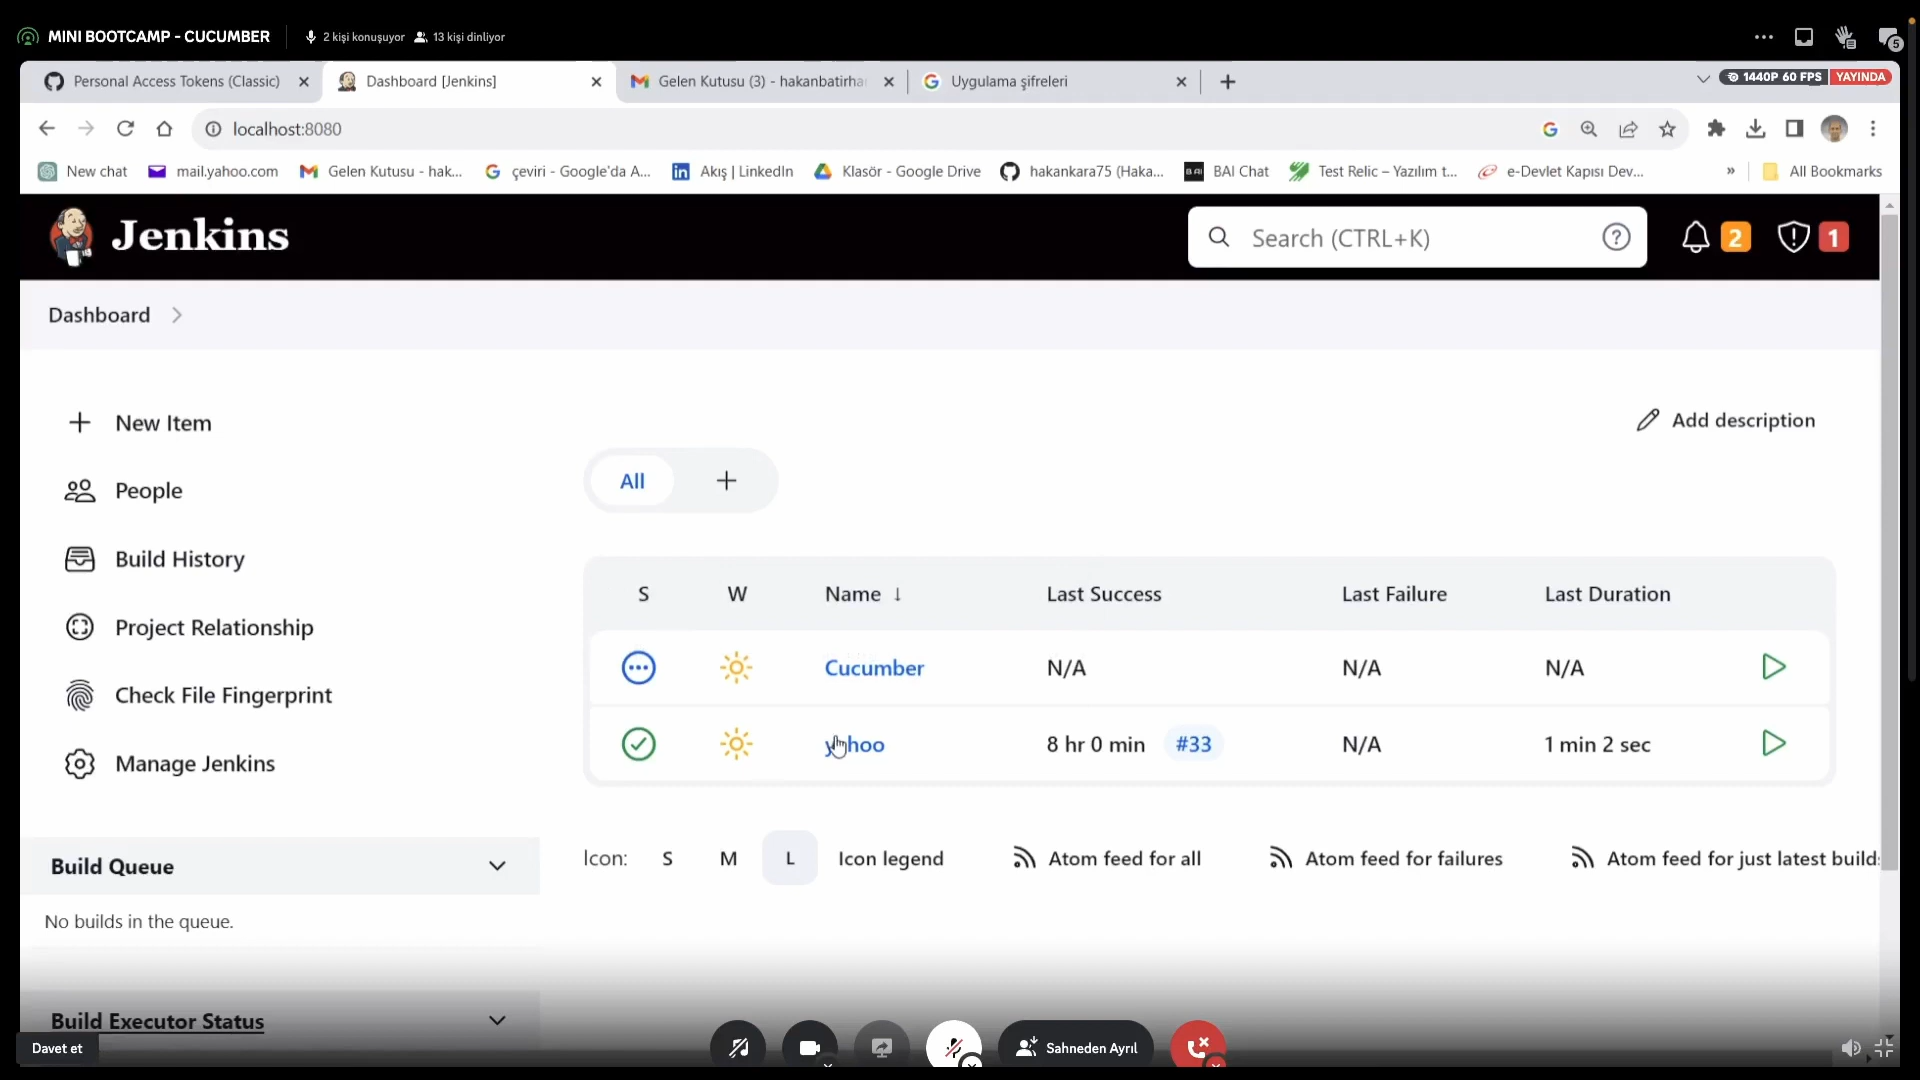 MINI BOOTCAMP - CUCUMBER
2 kişi konuşuyor
13 kişi dinliyor
5
Personal Access Tokens (Classic)
Dashboard [Jenkins]
Gelen Kutusu (3) - hakanbatirha
Uygulama şifreleri
1440P 60 FPS
YAYINDA
localhost:8080
New chat
mail.yahoo.com
Gelen Kutusu - hak...
çeviri - Google'da A...
Akış | LinkedIn
Klasör - Google Drive
hakankara75 (Haka...
BAI Chat
Test Relic – Yazılım t...
e-Devlet Kapısı Dev...
»
All Bookmarks
Jenkins
Search (CTRL+K)
2
1
Dashboard
New Item
Add description
People
All
Build History
Project Relationship
Check File Fingerprint
Manage Jenkins
S W Name ↓ Last Success Last Failure Last Duration
Cucumber N/A N/A N/A
yahoo 8 hr 0 min #33 N/A 1 min 2 sec
Icon: S M L Icon legend Atom feed for all Atom feed for failures Atom feed for just latest build
Build Queue
No builds in the queue.
Build Executor Status
Davet et
Sahneden Ayrıl